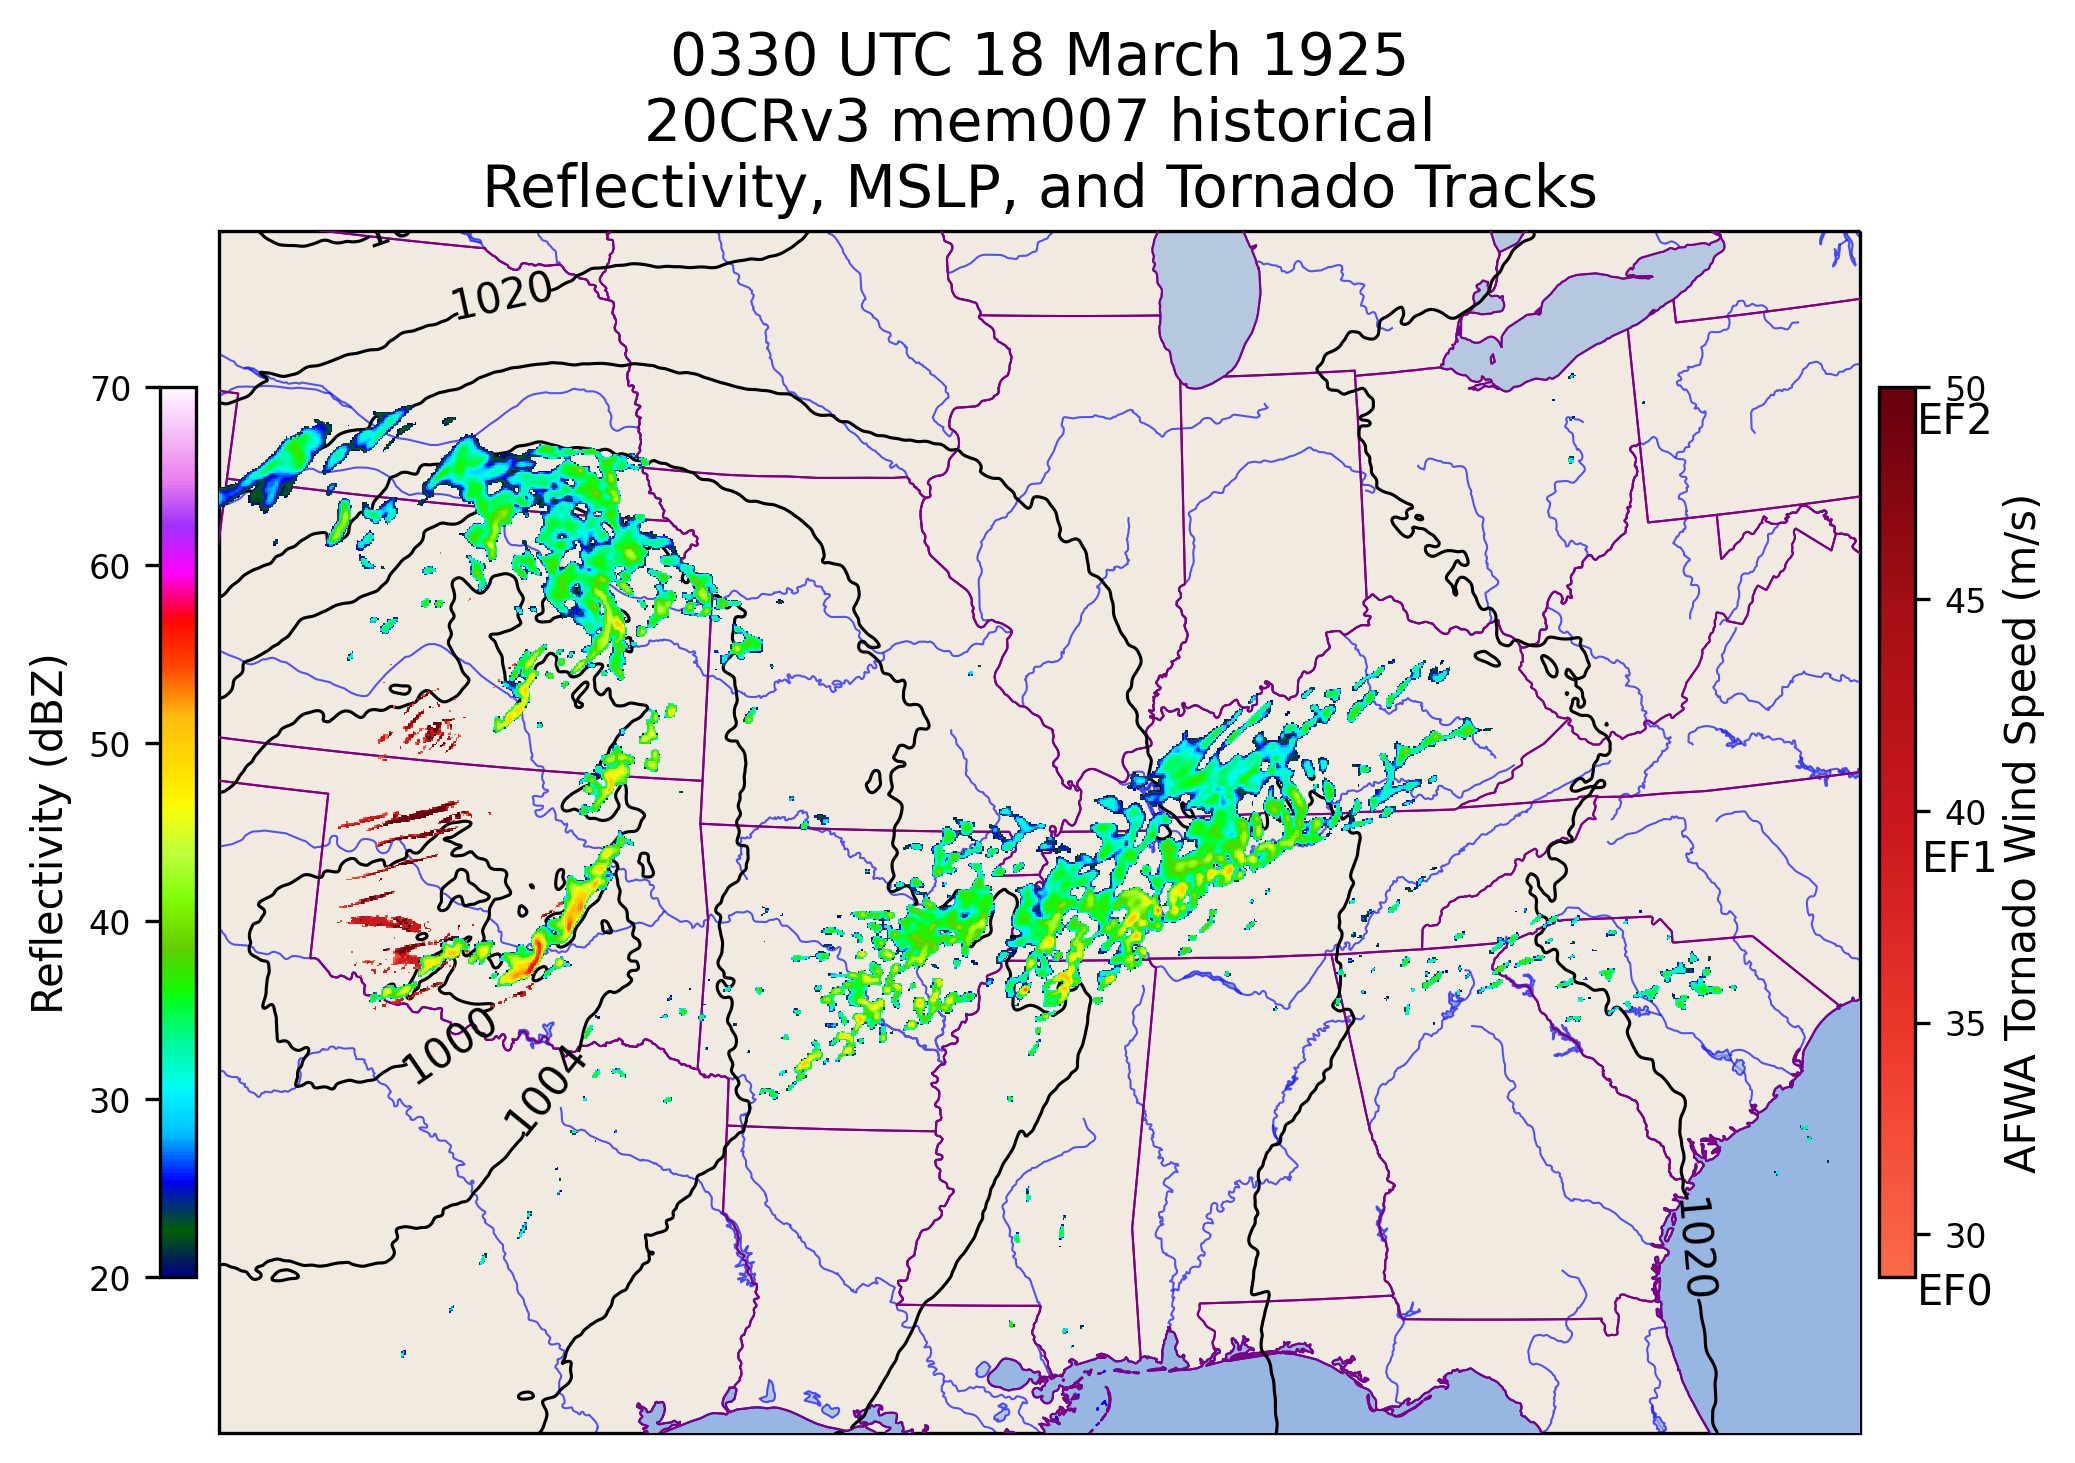 0330 UTC 18 March 1925
20CRv3 mem007 historical
Reflectivity, MSLP, and Tornado Tracks
1020
70
60
50
40
30
20
Reflectivity (dBZ)
1000
1004
1020
50
EF2
45
40
EF1
35
30
EF0
AFWA Tornado Wind Speed (m/s)